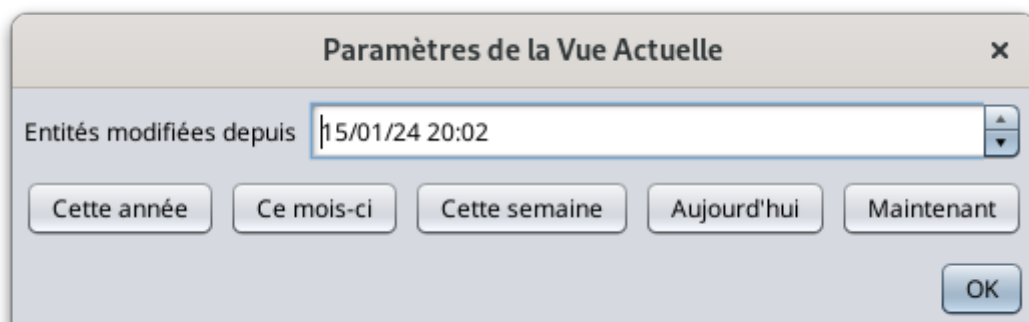 Paramètres de la Vue Actuelle
Entités modifiées depuis 15/01/24 20:02
Cette année Ce mois-ci Cette semaine Aujourd'hui Maintenant
OK